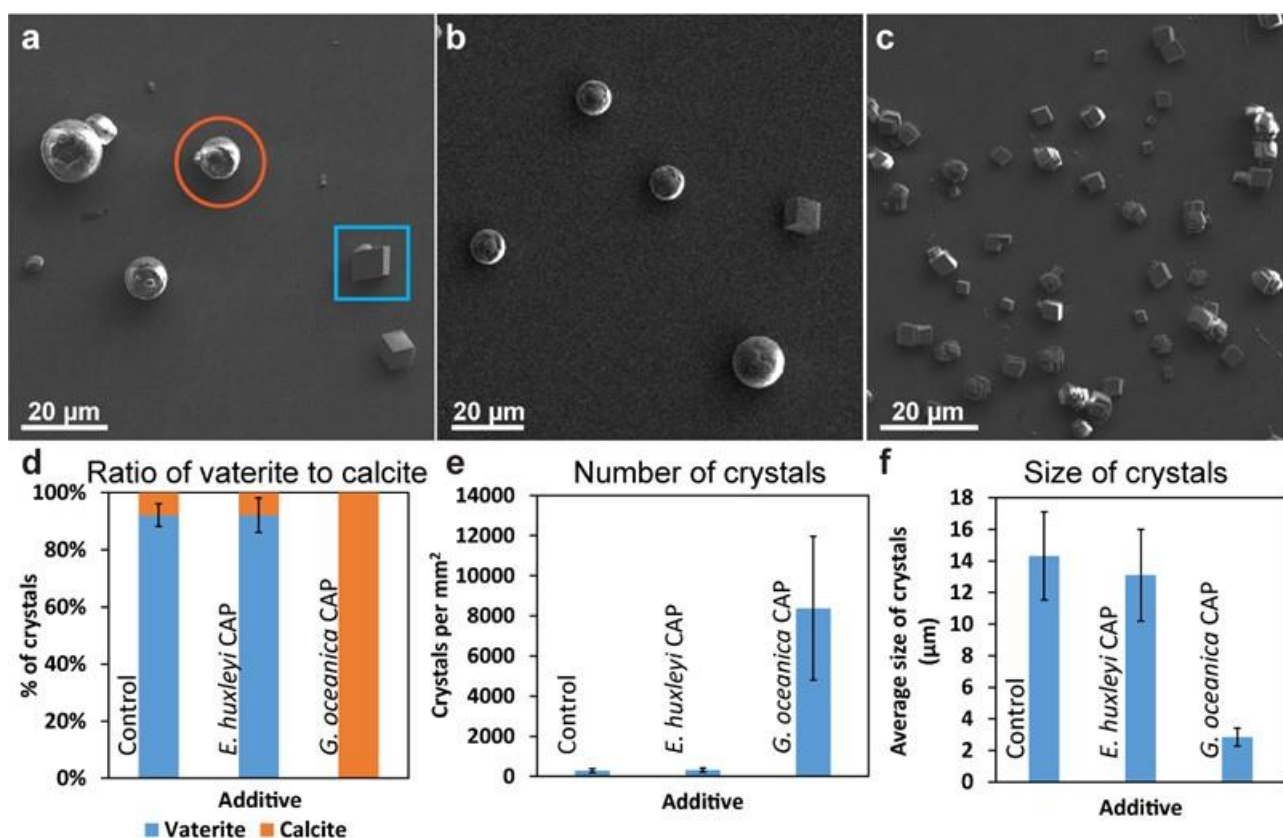 a
b
c
20 µm
20 µm
20 µm
d
Ratio of vaterite to calcite
100%
80%
60%
40%
20%
0%
% of crystals
Control
E. huxleyi CAP
G. oceanica CAP
Additive
Vaterite
Calcite
e
Number of crystals
14000
12000
10000
8000
6000
4000
2000
0
Crystals per mm²
Control
E. huxleyi CAP
G. oceanica CAP
Additive
f
Size of crystals
18
16
14
12
10
8
6
4
2
0
Average size of crystals
(µm)
Control
E. huxleyi CAP
G. oceanica CAP
Additive